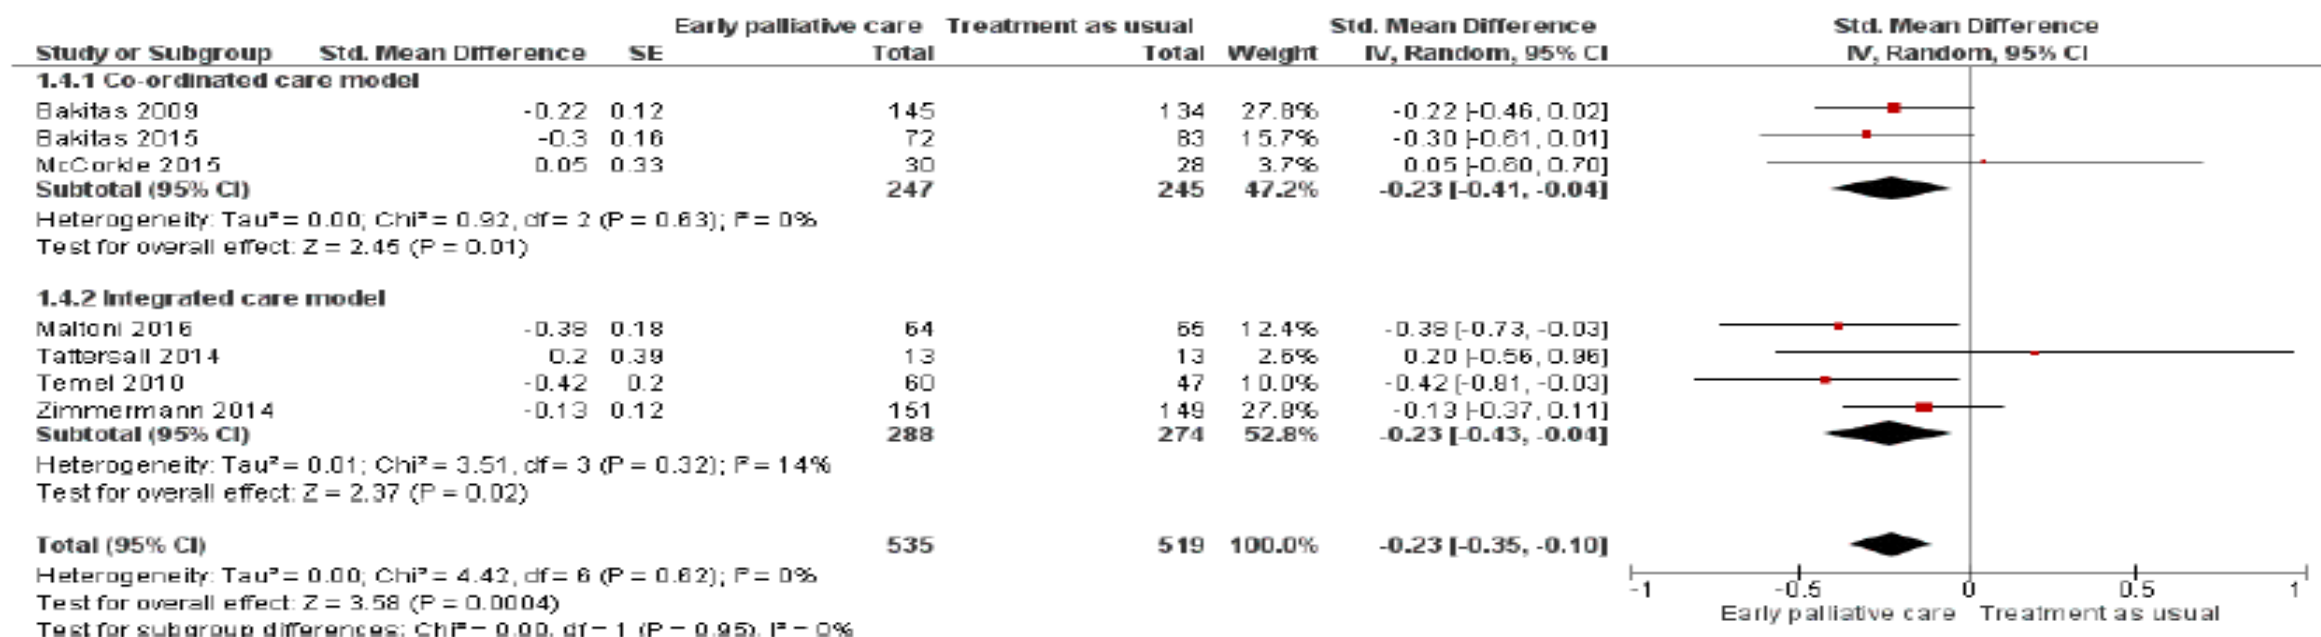 Early palliative care Treatment as usual Std. Mean Difference Std. Mean Difference
Study or Subgroup Std. Mean Difference SE Total Total Weight IV, Random, 95% CI IV, Random, 95% CI
1.4.1 Co-ordinated care model
Bakitas 2009 -0.22 0.12 145 134 27.8% -0.22 [-0.46, 0.02]
Bakitas 2015 -0.3 0.16 72 83 15.7% -0.30 [-0.61, 0.01]
McCorkle 2015 0.05 0.33 30 28 3.7% 0.05 [-0.60, 0.70]
Subtotal (95% CI) 247 245 47.2% -0.23 [-0.41, -0.04]
Heterogeneity: Tau² = 0.00; Chi² = 0.92, df = 2 (P = 0.63); I² = 0%
Test for overall effect: Z = 2.45 (P = 0.01)
1.4.2 Integrated care model
Maltoni 2016 -0.38 0.18 64 65 12.4% -0.38 [-0.73, -0.03]
Tattersall 2014 0.2 0.39 13 13 2.6% 0.20 [-0.56, 0.96]
Temel 2010 -0.42 0.2 60 47 10.0% -0.42 [-0.81, -0.03]
Zimmermann 2014 -0.13 0.12 151 149 27.8% -0.13 [-0.37, 0.11]
Subtotal (95% CI) 288 274 52.8% -0.23 [-0.43, -0.04]
Heterogeneity: Tau² = 0.01; Chi² = 3.51, df = 3 (P = 0.32); I² = 14%
Test for overall effect: Z = 2.37 (P = 0.02)
Total (95% CI) 535 519 100.0% -0.23 [-0.35, -0.10]
Heterogeneity: Tau² = 0.00; Chi² = 4.42, df = 6 (P = 0.62); I² = 0%
-1 -0.5 0 0.5 1
Test for overall effect: Z = 3.58 (P = 0.0004)
Early palliative care Treatment as usual
Test for subgroup differences: Chi² = 0.00, df = 1 (P = 0.95), I² = 0%